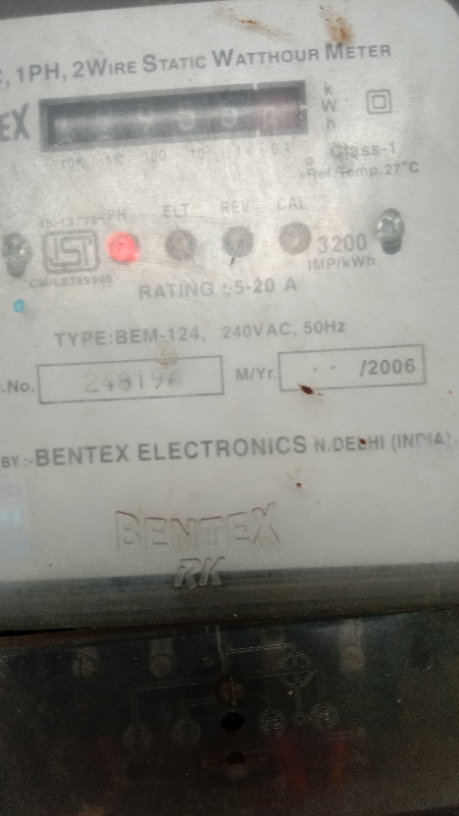 , 1PH, 2WIRE STATIC WATTHOUR METER
EX
k
W
h
10K 1K 100 10 1 0.1
Class-1
Ref.Temp.27°C
PH ELT REV CAL
3200
IMP/kWh
RATING :5-20 A
TYPE:BEM-124, 240VAC, 50Hz
.No. M/Yr. /2006
BY:-BENTEX ELECTRONICS N.DELHI (INDIA)
BENTEX
RK